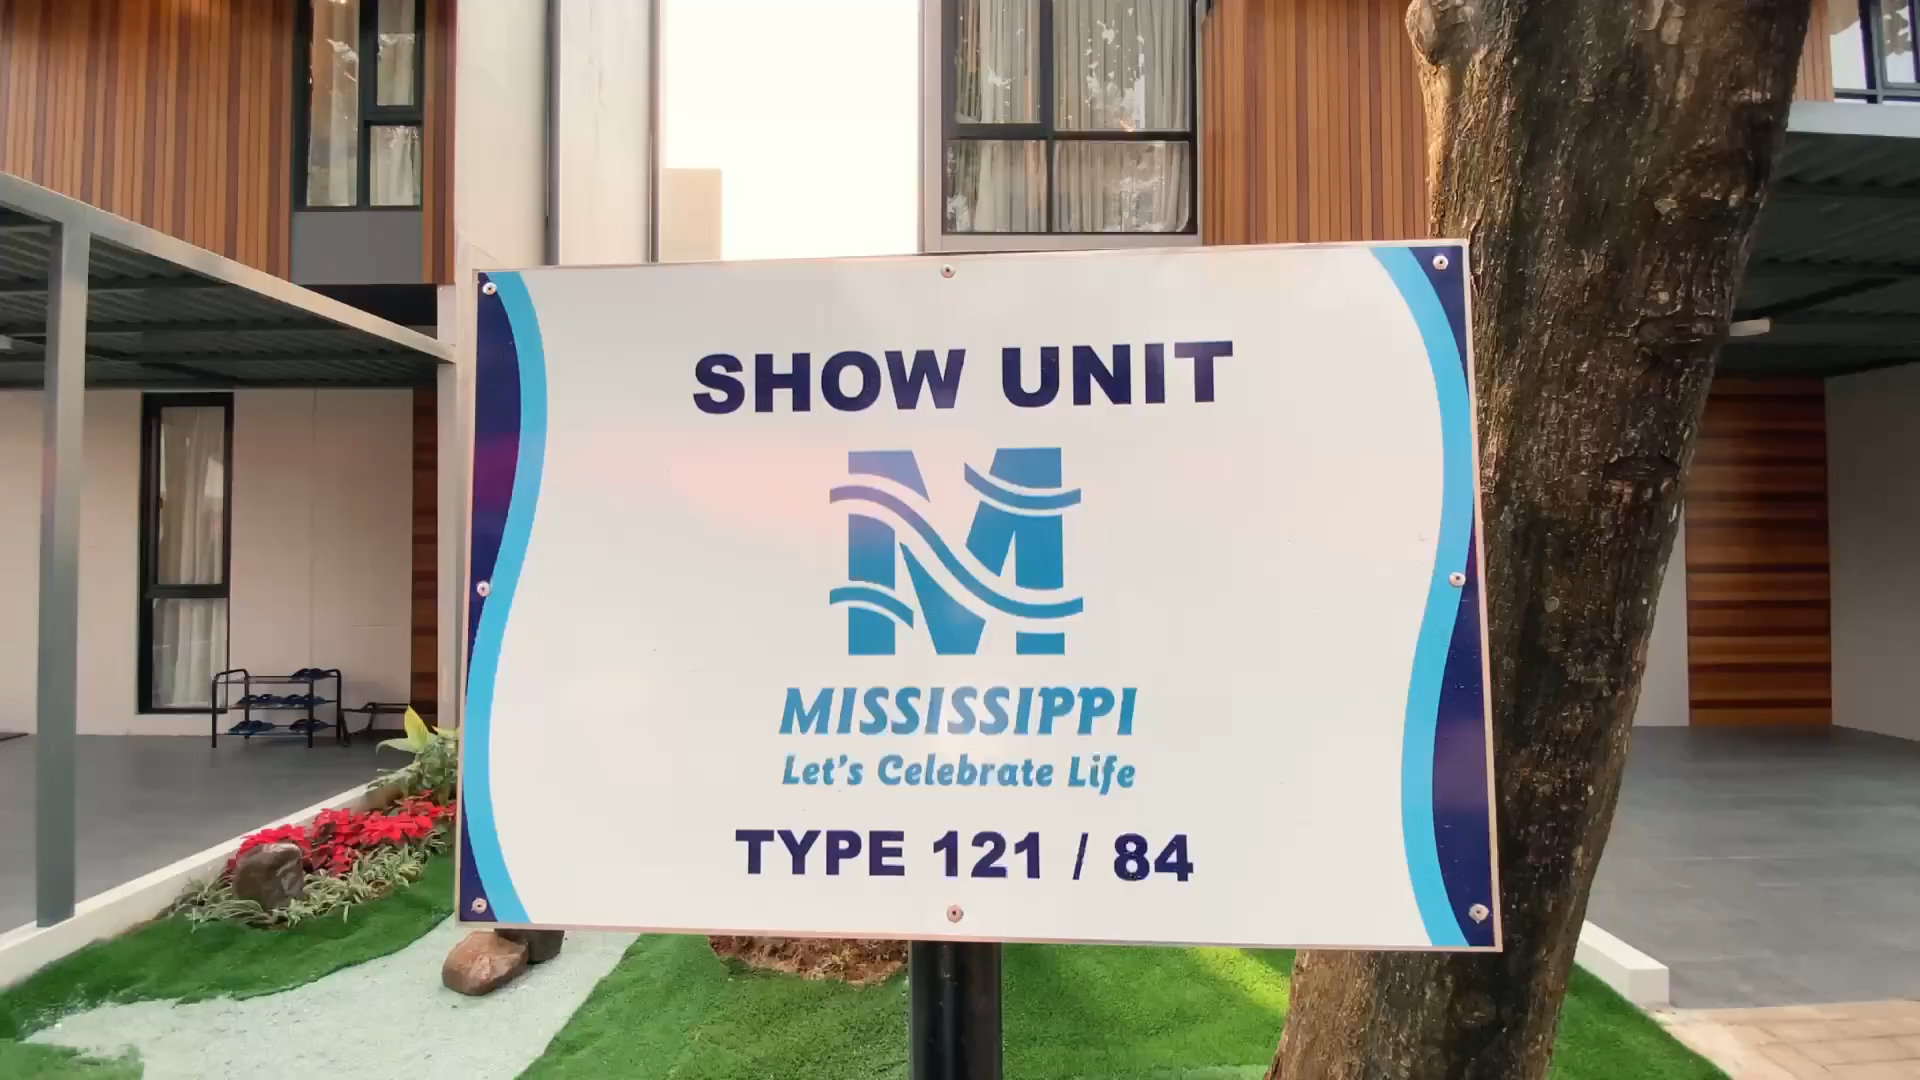 SHOW UNIT
M
MISSISSIPPI
Let's Celebrate Life
TYPE 121 / 84